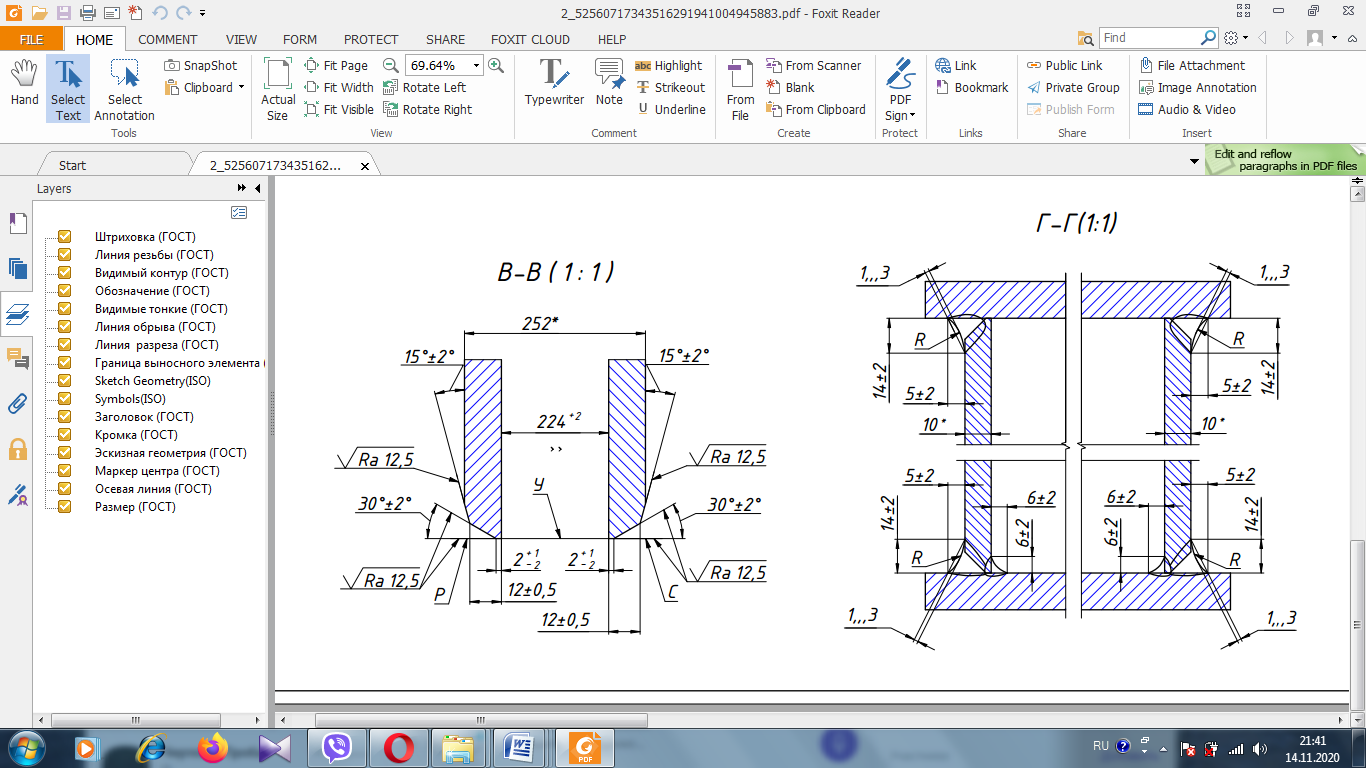 2_5256071734351629194100494 5883.pdf - Foxit Reader
FILE
HOME
COMMENT
VIEW
FORM
PROTECT
SHARE
FOXIT CLOUD
HELP
Find
Hand
Select Text
Select Annotation
SnapShot
Clipboard
Tools
Actual Size
Fit Page
Fit Width
Fit Visible
69.64%
Rotate Left
Rotate Right
View
Typewriter
Note
Highlight
Strikeout
Underline
Comment
From File
From Scanner
Blank
From Clipboard
Create
PDF Sign
Protect
Link
Bookmark
Links
Public Link
Private Group
Publish Form
Share
File Attachment
Image Annotation
Audio & Video
Insert
Start
2_525607173435162...
Edit and reflow
paragraphs in PDF files
Layers
Штриховка (ГОСТ)
Линия резьбы (ГОСТ)
Видимый контур (ГОСТ)
Обозначение (ГОСТ)
Видимые тонкие (ГОСТ)
Линия обрыва (ГОСТ)
Линия разреза (ГОСТ)
Граница выносного элемента (
Sketch Geometry(ISO)
Symbols(ISO)
Заголовок (ГОСТ)
Кромка (ГОСТ)
Эскизная геометрия (ГОСТ)
Маркер центра (ГОСТ)
Осевая линия (ГОСТ)
Размер (ГОСТ)
В-В (1:1)
252*
15°±2°
15°±2°
224 +2
Ra 12,5
Ra 12,5
У
30°±2°
30°±2°
2 +1 -2
2 +1 -2
Ra 12,5
Ra 12,5
Р
С
12±0,5
12±0,5
Г-Г(1:1)
1,,,3
1,,,3
R
R
14±2
14±2
5±2
5±2
10*
10*
5±2
5±2
6±2
6±2
14±2
14±2
6±2
6±2
R
R
1,,,3
1,,,3
RU
21:41
14.11.2020